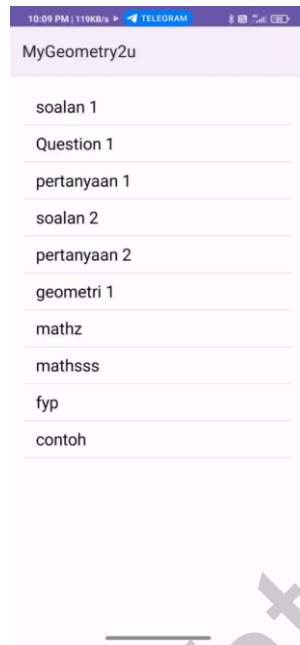 10:09 PM | 119KB/s TELEGRAM
MyGeometry2u
soalan 1
Question 1
pertanyaan 1
soalan 2
pertanyaan 2
geometri 1
mathz
mathsss
fyp
contoh